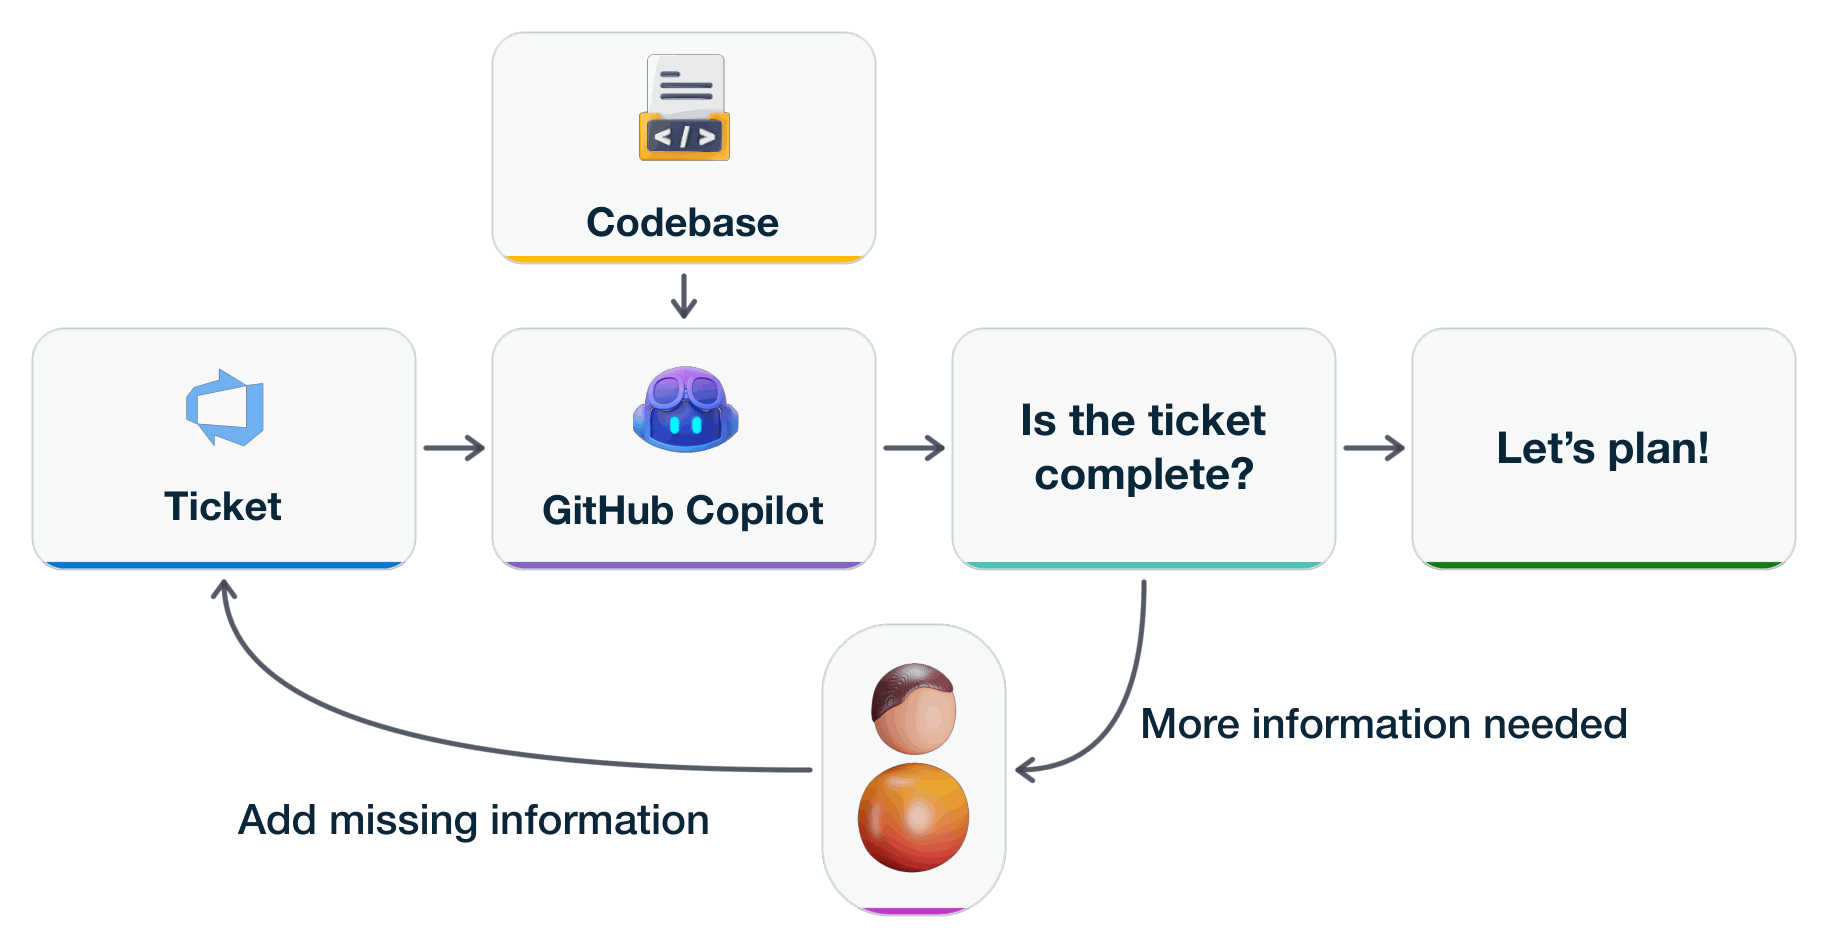 </>
Codebase
Ticket
GitHub Copilot
Is the ticket
complete?
Let's plan!
More information needed
Add missing information